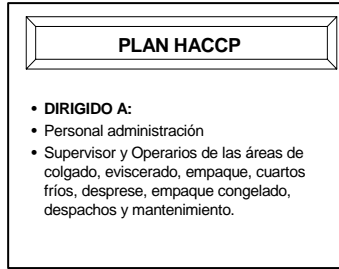 PLAN HACCP
• DIRIGIDO A:
• Personal administración
• Supervisor y Operarios de las áreas de
colgado, eviscerado, empaque, cuartos
fríos, desprese, empaque congelado,
despachos y mantenimiento.